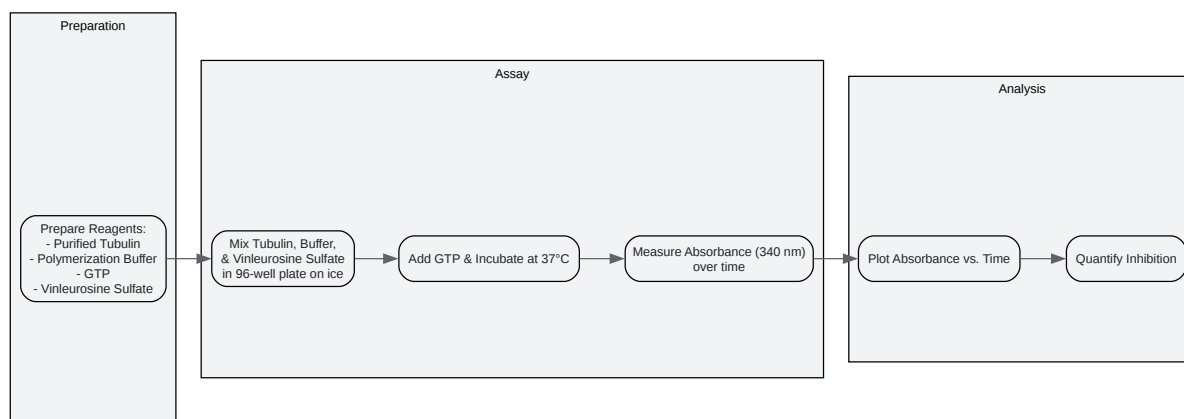 Preparation
Prepare Reagents:
- Purified Tubulin
- Polymerization Buffer
- GTP
- Vinleurosine Sulfate
Assay
Mix Tubulin, Buffer,
& Vinleurosine Sulfate
in 96-well plate on ice
Add GTP & Incubate at 37°C
Measure Absorbance (340 nm)
over time
Analysis
Plot Absorbance vs. Time
Quantify Inhibition